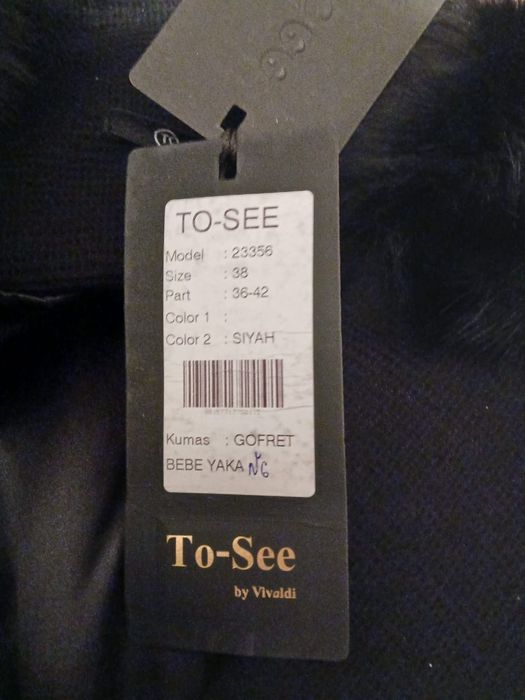 TO-SEE
Model : 23356
Size : 38
Part : 36-42
Color 1 :
Color 2 : SIYAH
Kumas : GOFRET
BEBE YAKA
To-See
by Vivaldi